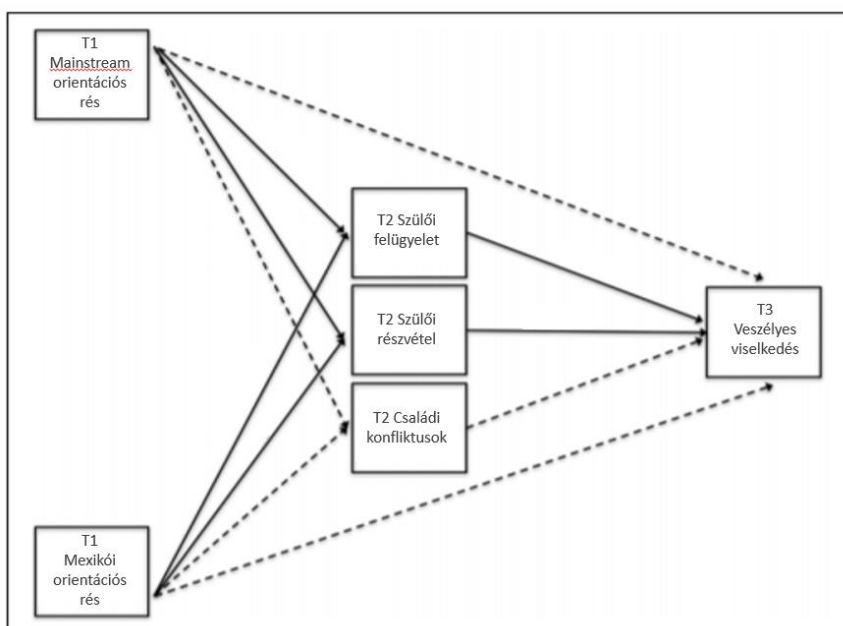 T1
Mainstream
orientációs
rés
T2 Szülői
felügyelet
T2 Szülői
részvétel
T2 Családi
konfliktusok
T3
Veszélyes
viselkedés
T1
Mexikói
orientációs
rés